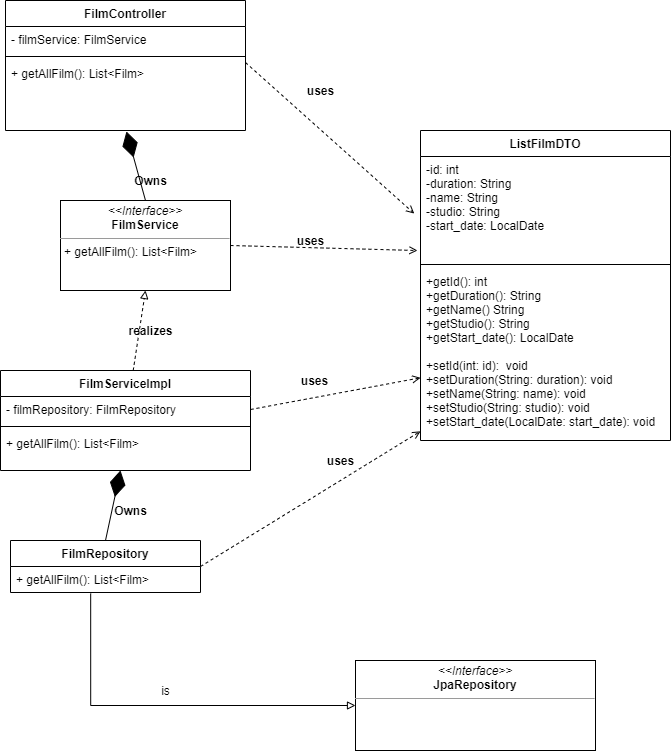 FilmController
- filmService: FilmService
+ getAllFilm(): List<Film>
uses
Owns
<<Interface>>
FilmService
+ getAllFilm(): List<Film>
uses
realizes
ListFilmDTO
-id: int
-duration: String
-name: String
-studio: String
-start_date: LocalDate
+getId(): int
+getDuration(): String
+getName() String
+getStudio(): String
+getStart_date(): LocalDate
+setId(int: id): void
+setDuration(String: duration): void
+setName(String: name): void
+setStudio(String: studio): void
+setStart_date(LocalDate: start_date): void
FilmServiceImpl
- filmRepository: FilmRepository
+ getAllFilm(): List<Film>
uses
Owns
uses
FilmRepository
+ getAllFilm(): List<Film>
is
<<Interface>>
JpaRepository